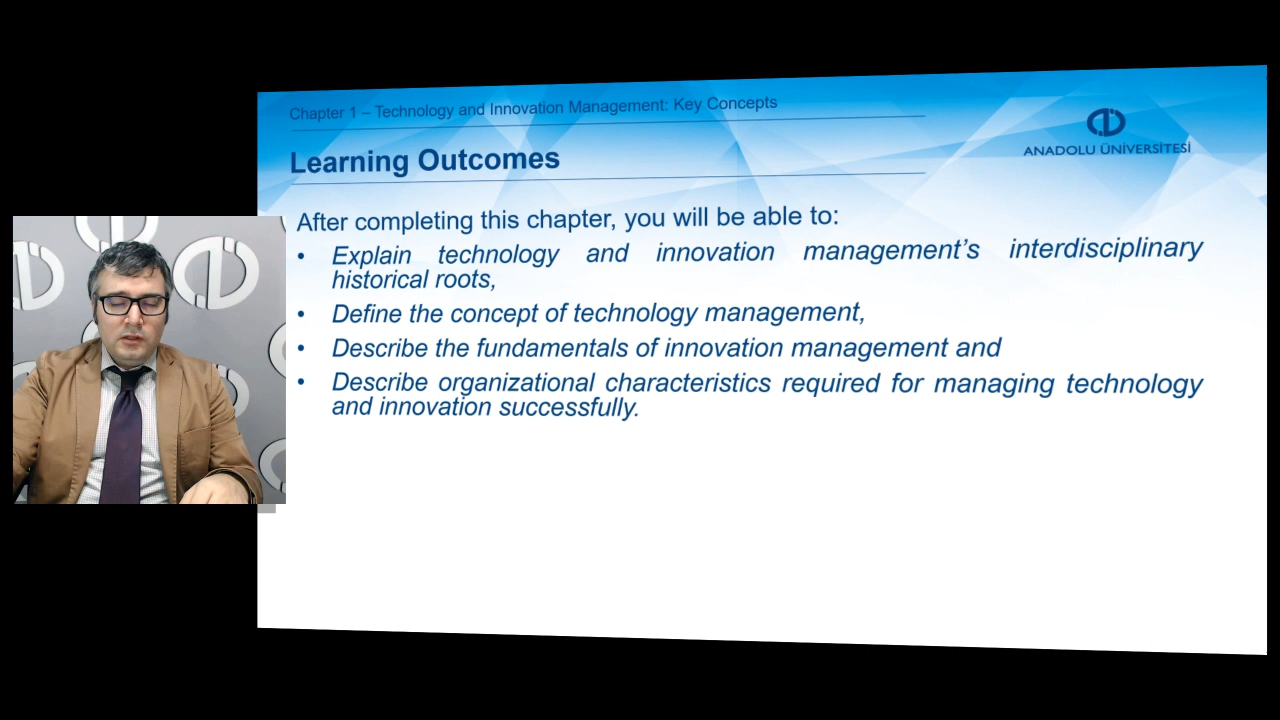 Chapter 1 – Technology and Innovation Management: Key Concepts
ANADOLU ÜNİVERSİTESİ
Learning Outcomes
After completing this chapter, you will be able to:
• Explain technology and innovation management’s interdisciplinary
historical roots,
• Define the concept of technology management,
• Describe the fundamentals of innovation management and
• Describe organizational characteristics required for managing technology
and innovation successfully.